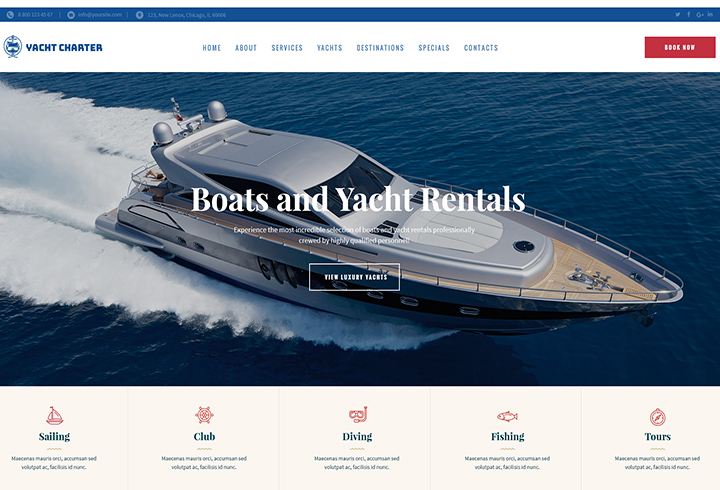 8 800 123 45 67
info@yoursite.com
123, New Lenox, Chicago, IL 60606
YACHT CHARTER
HOME ABOUT SERVICES YACHTS DESTINATIONS SPECIALS CONTACTS
BOOK NOW
Boats and Yacht Rentals
Experience the most incredible selection of boats and yacht rentals professionally
crewed by highly qualified personnel!
VIEW LUXURY YACHTS
Sailing
Maecenas mauris orci, accumsan sed
volutpat ac, facilisis id nunc.
Club
Maecenas mauris orci, accumsan sed
volutpat ac, facilisis id nunc.
Diving
Maecenas mauris orci, accumsan sed
volutpat ac, facilisis id nunc.
Fishing
Maecenas mauris orci, accumsan sed
volutpat ac, facilisis id nunc.
Tours
Maecenas mauris orci, accumsan sed
volutpat ac, facilisis id nunc.